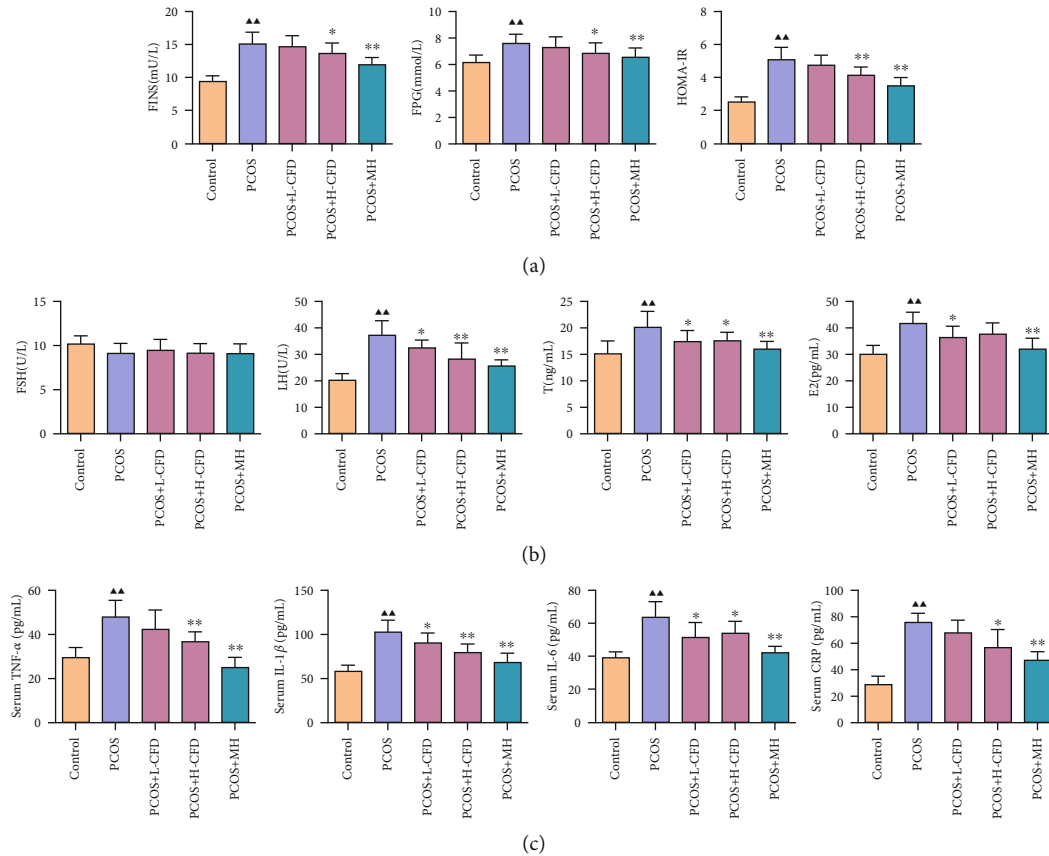 FINS(mU/L)
20
15
10
5
0
▲▲
*
**
Control
PCOS
PCOS+L-CFD
PCOS+H-CFD
PCOS+MH
FPG(mmol/L)
10
8
6
4
2
0
▲▲
*
**
Control
PCOS
PCOS+L-CFD
PCOS+H-CFD
PCOS+MH
HOMA-IR
8
6
4
2
0
▲▲
**
**
Control
PCOS
PCOS+L-CFD
PCOS+H-CFD
PCOS+MH
(a)
FSH(U/L)
15
10
5
0
Control
PCOS
PCOS+L-CFD
PCOS+H-CFD
PCOS+MH
LH(U/L)
50
40
30
20
10
0
▲▲
*
**
**
Control
PCOS
PCOS+L-CFD
PCOS+H-CFD
PCOS+MH
T(ng/mL)
25
20
15
10
5
0
▲▲
*
*
**
Control
PCOS
PCOS+L-CFD
PCOS+H-CFD
PCOS+MH
E2(pg/mL)
50
40
30
20
10
0
▲▲
*
**
Control
PCOS
PCOS+L-CFD
PCOS+H-CFD
PCOS+MH
(b)
Serum TNF-α (pg/mL)
60
40
20
0
▲▲
**
**
Control
PCOS
PCOS+L-CFD
PCOS+H-CFD
PCOS+MH
Serum IL-1β (pg/mL)
150
100
50
0
▲▲
*
**
**
Control
PCOS
PCOS+L-CFD
PCOS+H-CFD
PCOS+MH
Serum IL-6 (pg/mL)
80
60
40
20
0
▲▲
*
*
**
Control
PCOS
PCOS+L-CFD
PCOS+H-CFD
PCOS+MH
Serum CRP (pg/mL)
100
80
60
40
20
0
▲▲
*
**
Control
PCOS
PCOS+L-CFD
PCOS+H-CFD
PCOS+MH
(c)